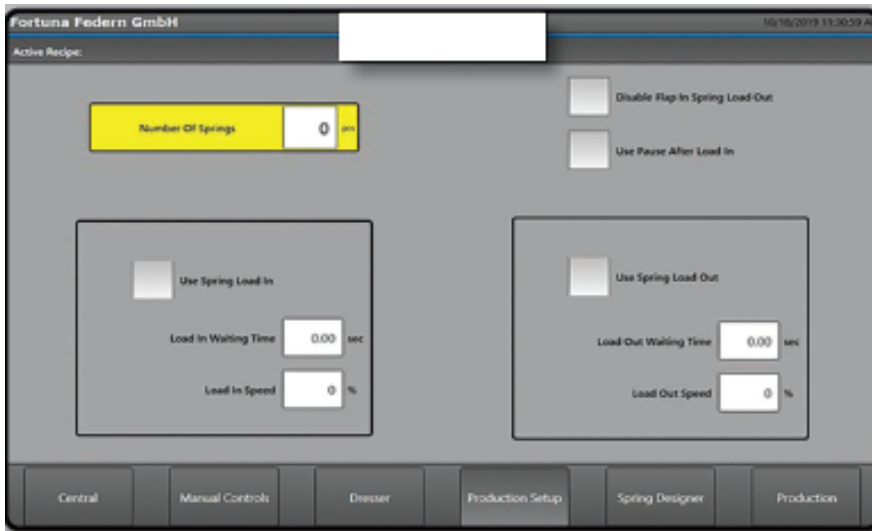 Fortuna Federn GmbH
10/16/2019 11:30:59 A
Active Recipe:
Number Of Springs 0 pcs
Disable Flap In Spring Load Out
Use Pause After Load In
Use Spring Load In
Load In Waiting Time 0.00 sec
Load In Speed 0 %
Use Spring Load Out
Load Out Waiting Time 0.00 sec
Load Out Speed 0 %
Central
Manual Controls
Dresser
Production Setup
Spring Designer
Production